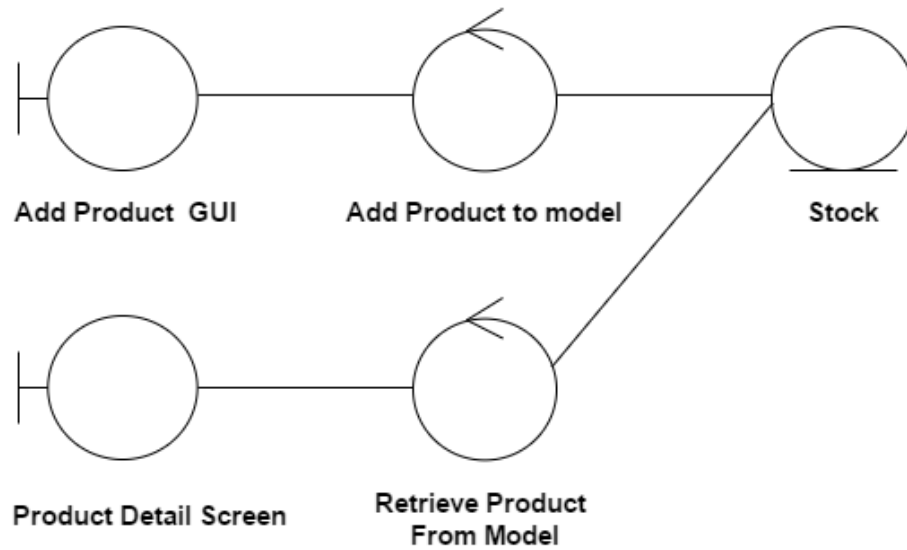 Add Product GUI
Add Product to model
Stock
Product Detail Screen
Retrieve Product
From Model